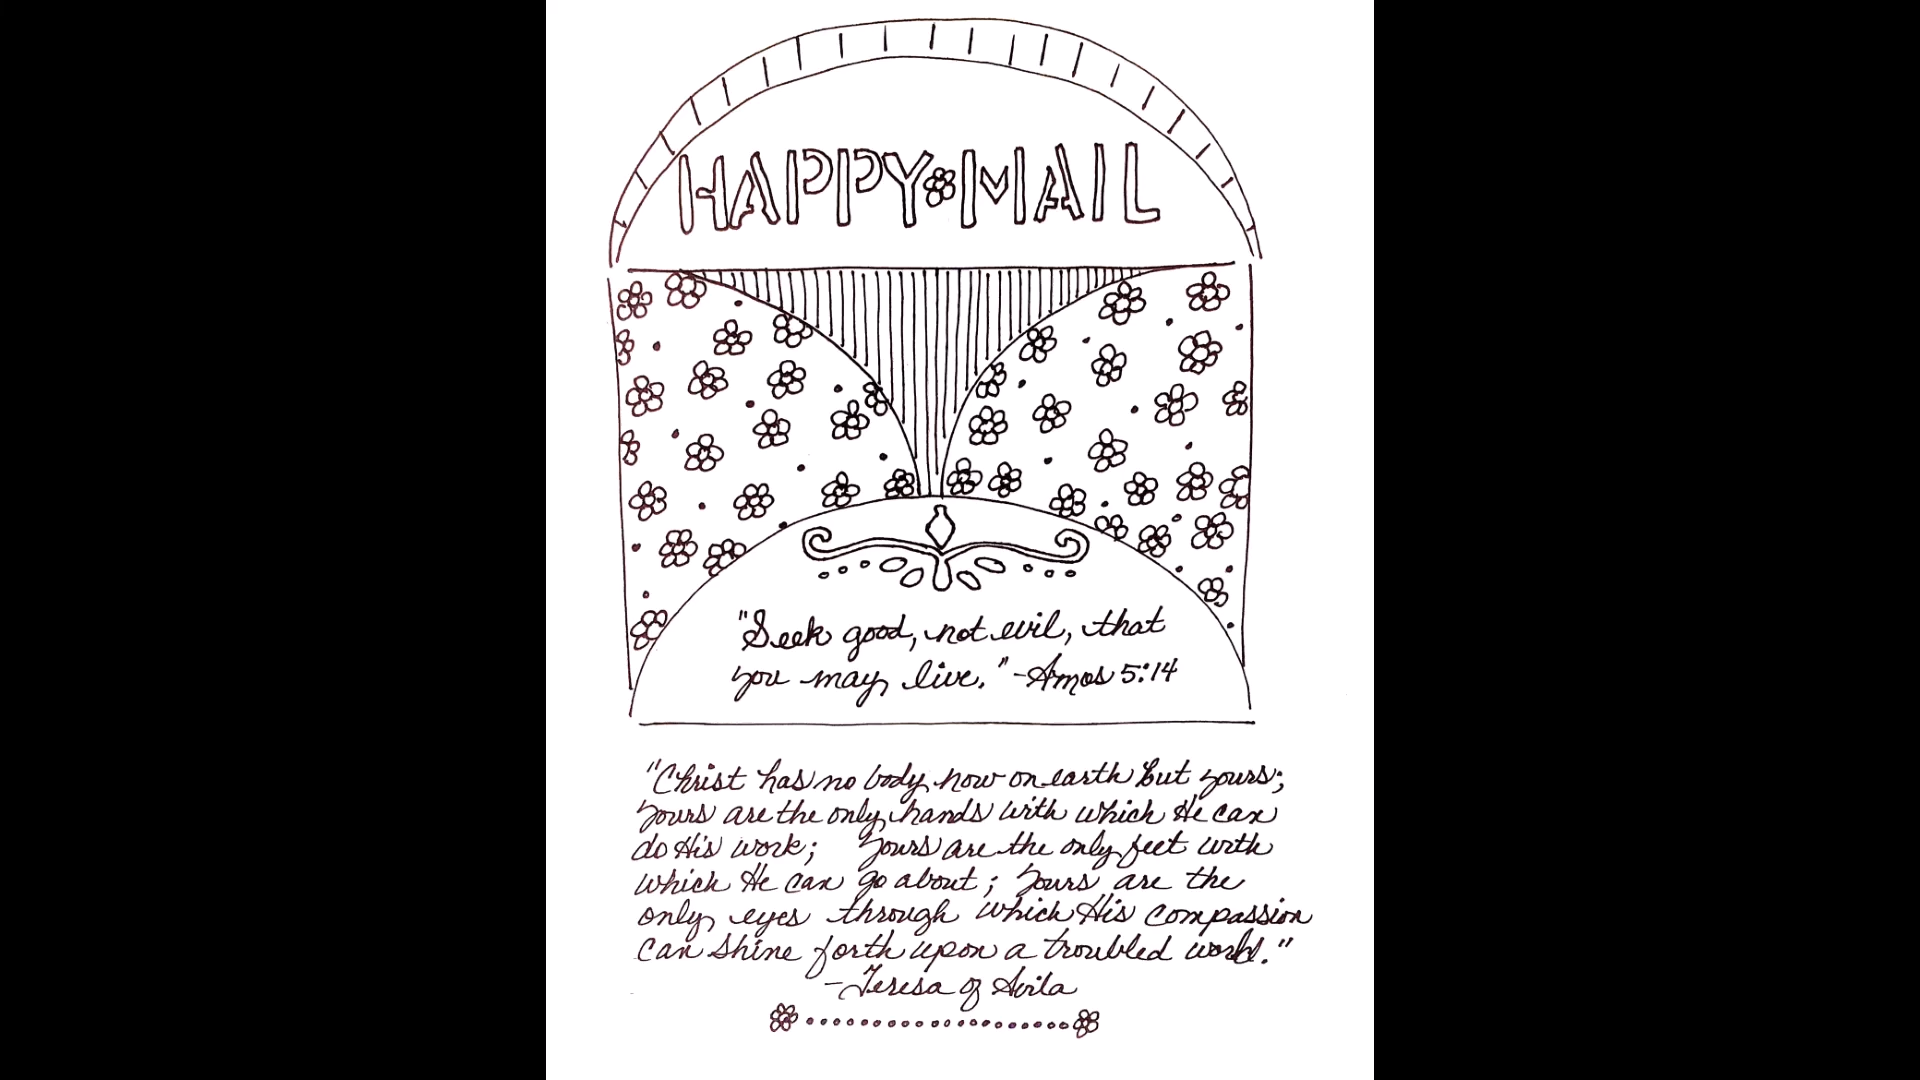 HAPPY MAIL
"Seek good, not evil, that
you may live." -Amos 5:14
"Christ has no body now on earth but yours;
Yours are the only hands with which He can
do His work; Yours are the only feet with
which He can go about; Yours are the
only eyes through which His compassion
can shine forth upon a troubled world."
-Teresa of Avila